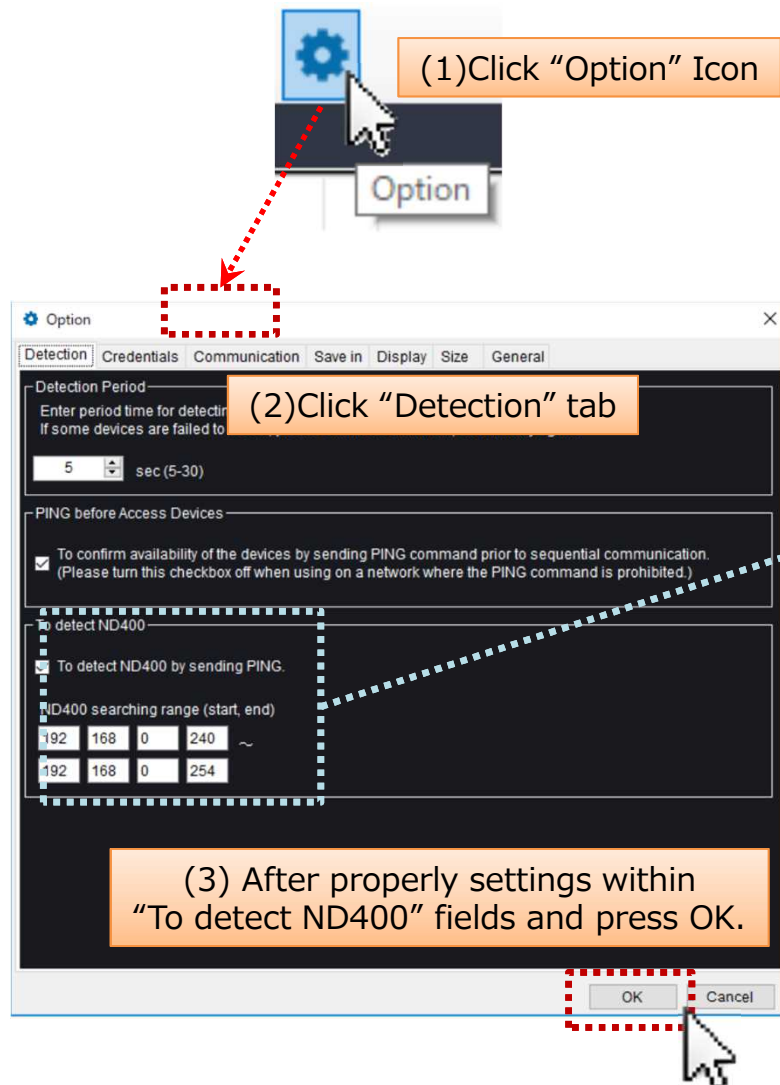 (1)Click “Option” Icon
Option
Option
Detection Credentials Communication Save in Display Size General
Detection Period
Enter period time for detectin
(2)Click “Detection” tab
If some devices are failed to
5 sec (5-30)
PING before Access Devices
To confirm availability of the devices by sending PING command prior to sequential communication.
(Please turn this checkbox off when using on a network where the PING command is prohibited.)
To detect ND400
To detect ND400 by sending PING.
ND400 searching range (start, end)
192 168 0 240 ~
192 168 0 254
(3) After properly settings within
“To detect ND400” fields and press OK.
OK Cancel